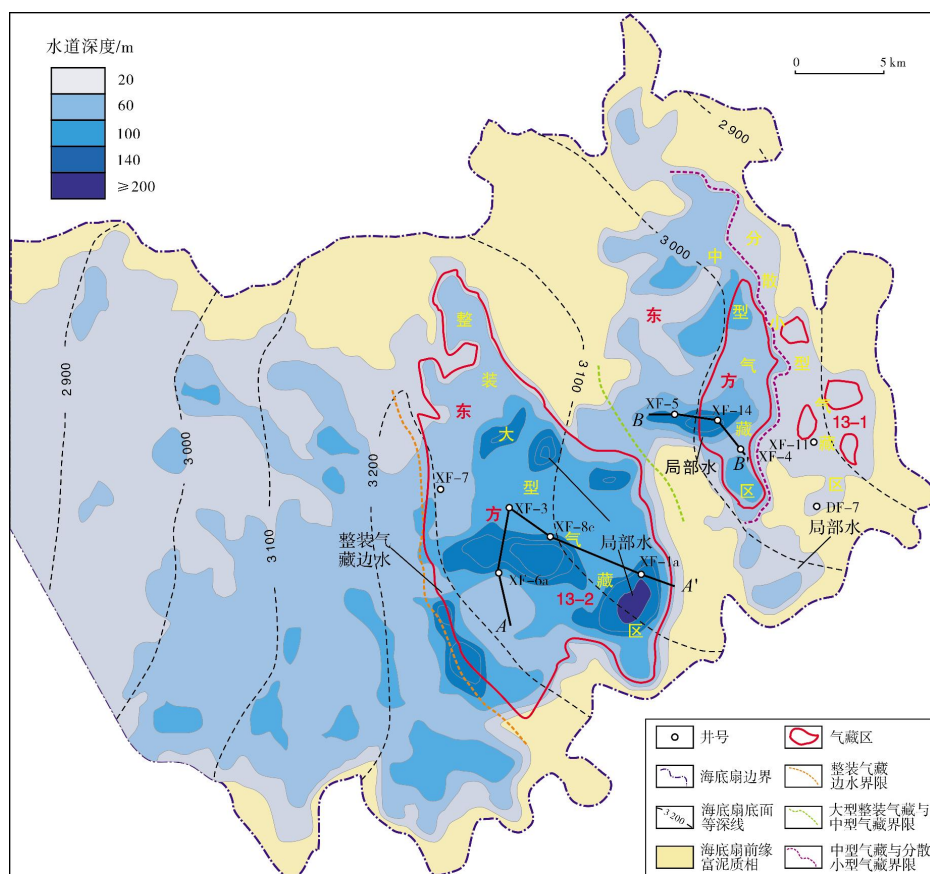 水道深度/m
20
60
100
140
≥200
0 5 km
2 900
3 000
3 100
2 900
3 000
3 100
3 200
分
散
小
型
气
藏
区
中
型
气
藏
区
整
装
大
型
气
藏
区
东
方
13-1
东
方
13-2
XF-5
XF-14
B
B'
XF-4
XF-11
DF-7
局部水
局部水
局部水
XF-7
XF-3
XF-8c
XF-6a
XF-1a
A
A'
整装气
藏边水
井号
气藏区
海底扇边界
整装气藏
边水界限
3 200
海底扇底面
等深线
大型整装气藏与
中型气藏界限
海底扇前缘
富泥质相
中型气藏与分散
小型气藏界限